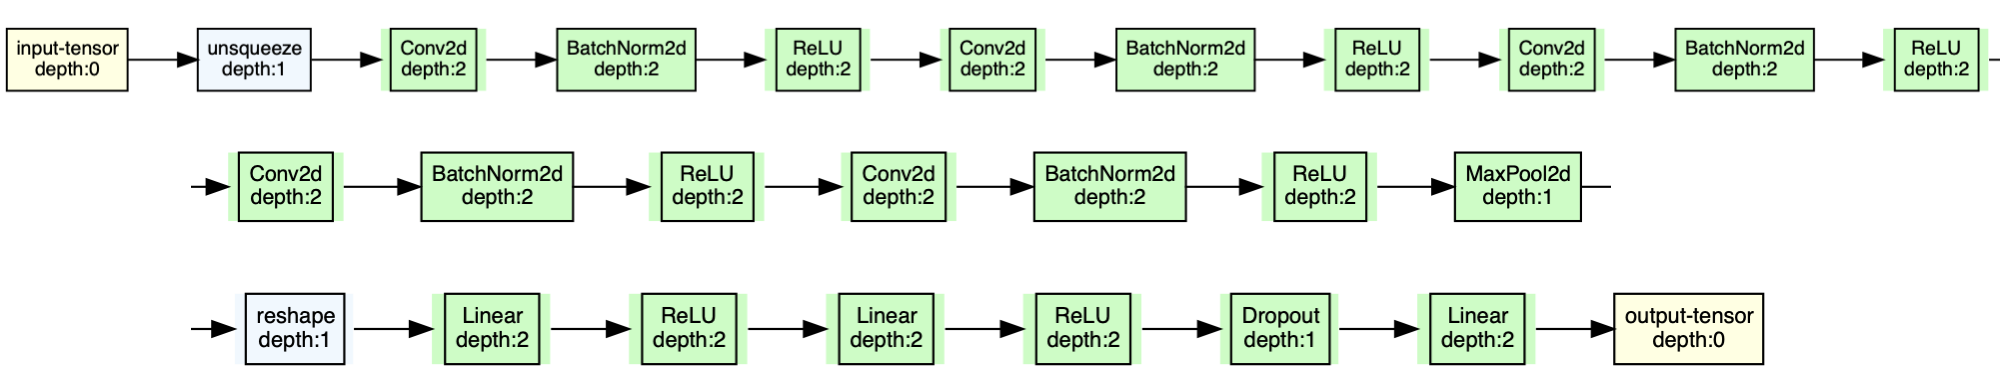 input-tensor
depth:0
unsqueeze
depth:1
Conv2d
depth:2
BatchNorm2d
depth:2
ReLU
depth:2
Conv2d
depth:2
BatchNorm2d
depth:2
ReLU
depth:2
Conv2d
depth:2
BatchNorm2d
depth:2
ReLU
depth:2
Conv2d
depth:2
BatchNorm2d
depth:2
ReLU
depth:2
Conv2d
depth:2
BatchNorm2d
depth:2
ReLU
depth:2
MaxPool2d
depth:1
reshape
depth:1
Linear
depth:2
ReLU
depth:2
Linear
depth:2
ReLU
depth:2
Dropout
depth:1
Linear
depth:2
output-tensor
depth:0